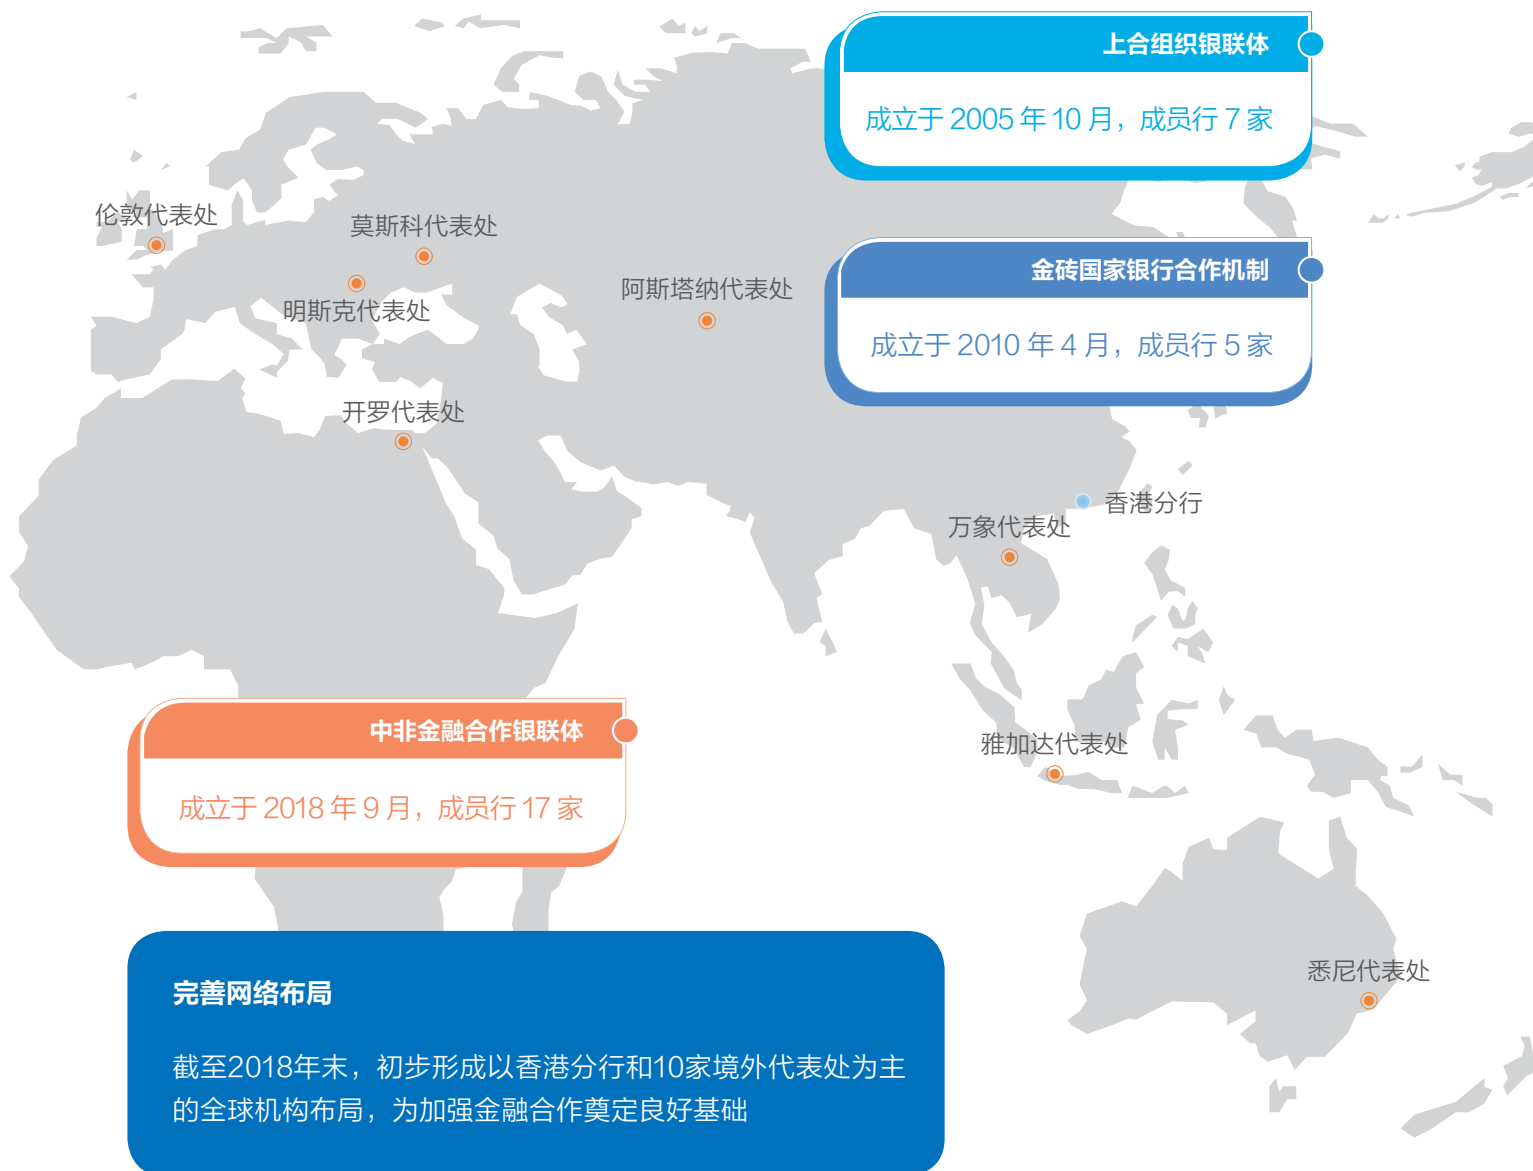 上合组织银联体
成立于 2005 年 10 月，成员行 7 家
伦敦代表处
莫斯科代表处
明斯克代表处
阿斯塔纳代表处
金砖国家银行合作机制
成立于 2010 年 4 月，成员行 5 家
开罗代表处
香港分行
万象代表处
中非金融合作银联体
成立于 2018 年 9 月，成员行 17 家
雅加达代表处
悉尼代表处
完善网络布局
截至2018年末，初步形成以香港分行和10家境外代表处为主
的全球机构布局，为加强金融合作奠定良好基础